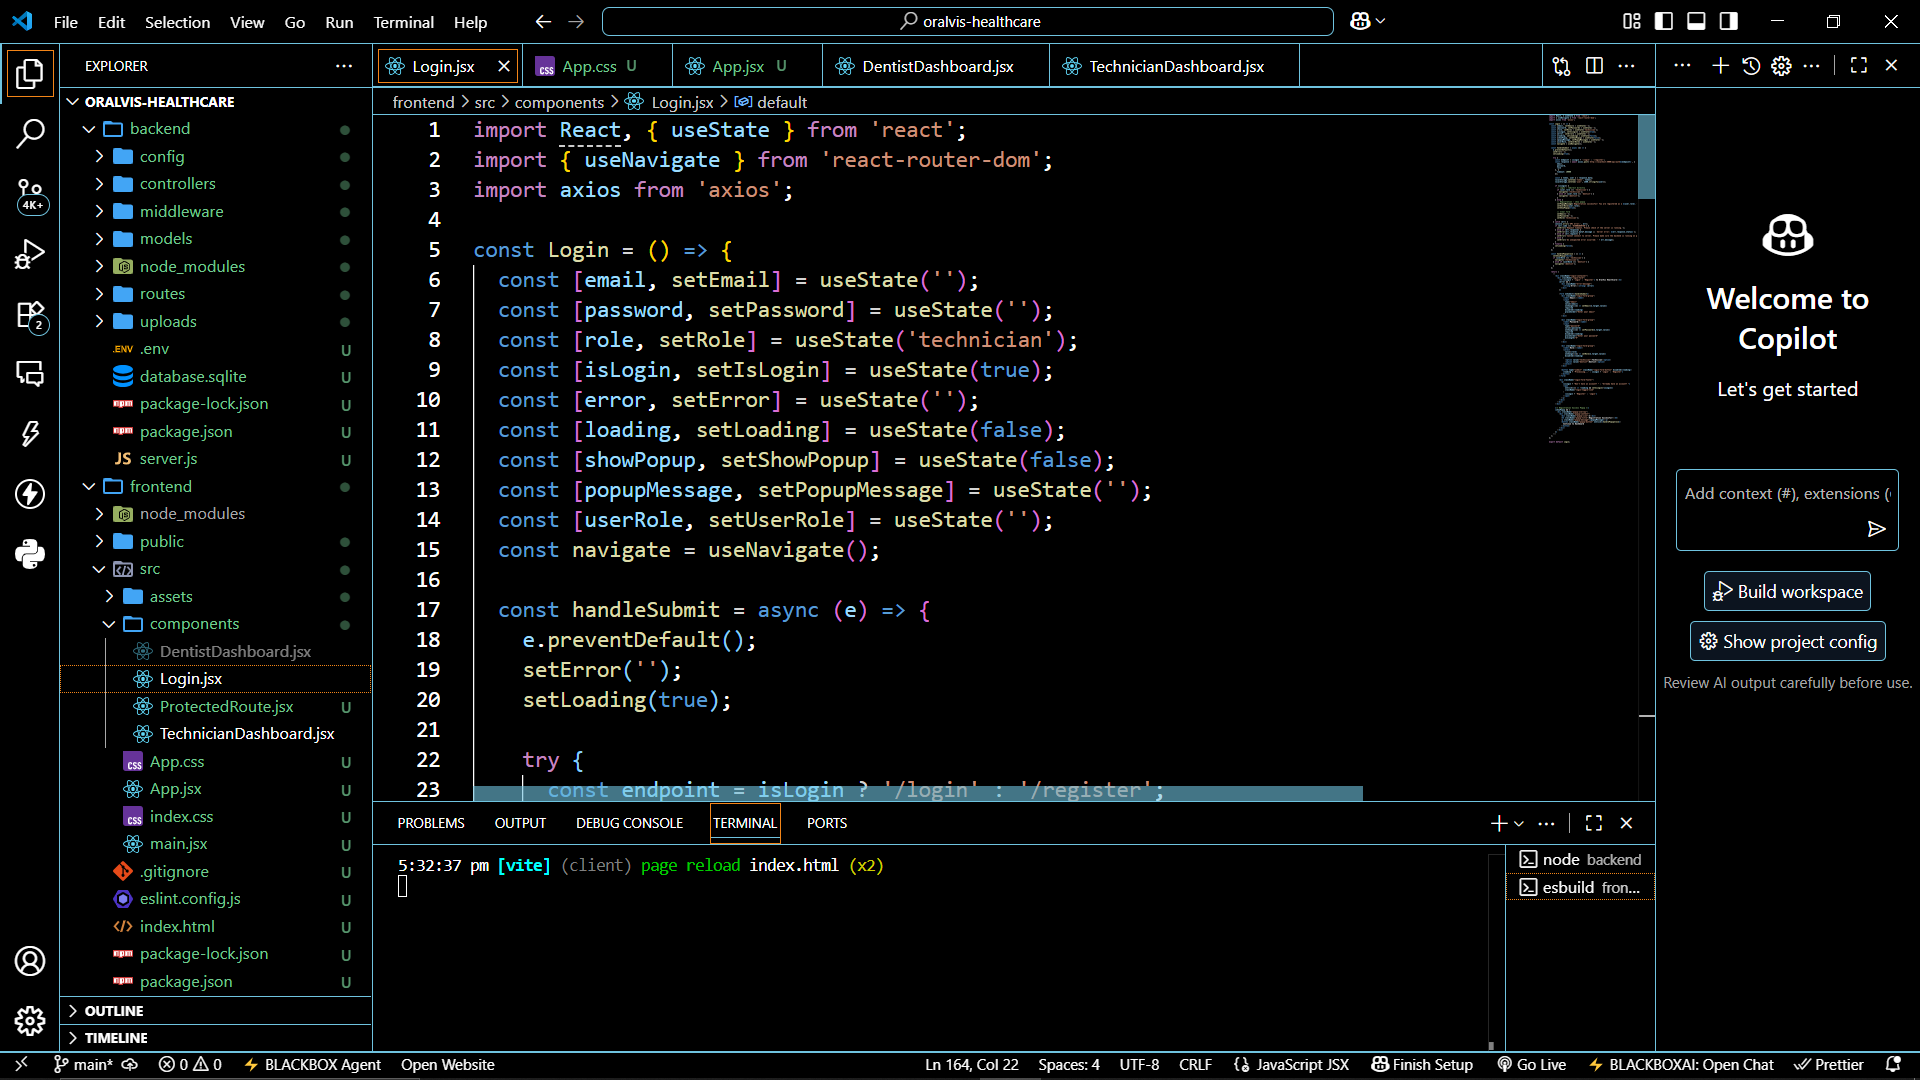 File Edit Selection View Go Run Terminal Help
oralvis-healthcare
EXPLORER
ORALVIS-HEALTHCARE
backend
config
controllers
middleware
models
node_modules
routes
uploads
.ENV .env U
database.sqlite U
npm package-lock.json U
npm package.json U
JS server.js U
frontend
node_modules
public
src
assets
components
DentistDashboard.jsx
Login.jsx
ProtectedRoute.jsx U
TechnicianDashboard.jsx
css App.css U
App.jsx U
css index.css U
main.jsx U
.gitignore U
eslint.config.js U
index.html U
npm package-lock.json U
npm package.json U
OUTLINE
TIMELINE
4K+
2
Login.jsx
css App.css U
App.jsx U
DentistDashboard.jsx
TechnicianDashboard.jsx
frontend > src > components > Login.jsx > default
1 import React, { useState } from 'react';
2 import { useNavigate } from 'react-router-dom';
3 import axios from 'axios';
4
5 const Login = () => {
6 const [email, setEmail] = useState('');
7 const [password, setPassword] = useState('');
8 const [role, setRole] = useState('technician');
9 const [isLogin, setIsLogin] = useState(true);
10 const [error, setError] = useState('');
11 const [loading, setLoading] = useState(false);
12 const [showPopup, setShowPopup] = useState(false);
13 const [popupMessage, setPopupMessage] = useState('');
14 const [userRole, setUserRole] = useState('');
15 const navigate = useNavigate();
16
17 const handleSubmit = async (e) => {
18 e.preventDefault();
19 setError('');
20 setLoading(true);
21
22 try {
23 const endpoint = isLogin ? '/login' : '/register';
PROBLEMS OUTPUT DEBUG CONSOLE TERMINAL PORTS
5:32:37 pm [vite] (client) page reload index.html (x2)
node backend
esbuild fron...
Welcome to
Copilot
Let's get started
Add context (#), extensions (
Build workspace
Show project config
Review AI output carefully before use.
main* 0 0 BLACKBOX Agent Open Website Ln 164, Col 22 Spaces: 4 UTF-8 CRLF {} JavaScript JSX Finish Setup Go Live BLACKBOXAI: Open Chat Prettier